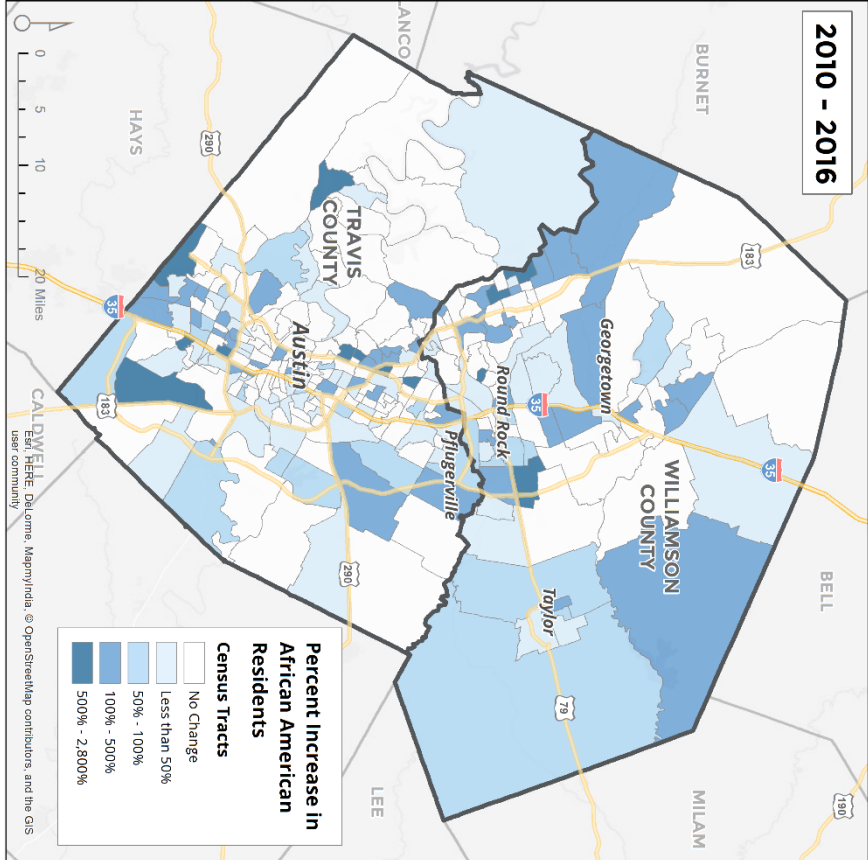 2010 - 2016
BURNET
BELL
MILAM
LEE
CALDWELL
HAYS
LANCO
WILLIAMSON
COUNTY
TRAVIS
COUNTY
Georgetown
Round Rock
Pflugerville
Taylor
Austin
183
35
35
79
190
290
290
183
35
0
5
10
20 Miles
Percent Increase in
African American
Residents
Census Tracts
No Change
Less than 50%
50% - 100%
100% - 500%
500% - 2,800%
Esri, HERE, DeLorme, MapmyIndia, © OpenStreetMap contributors, and the GIS
user community